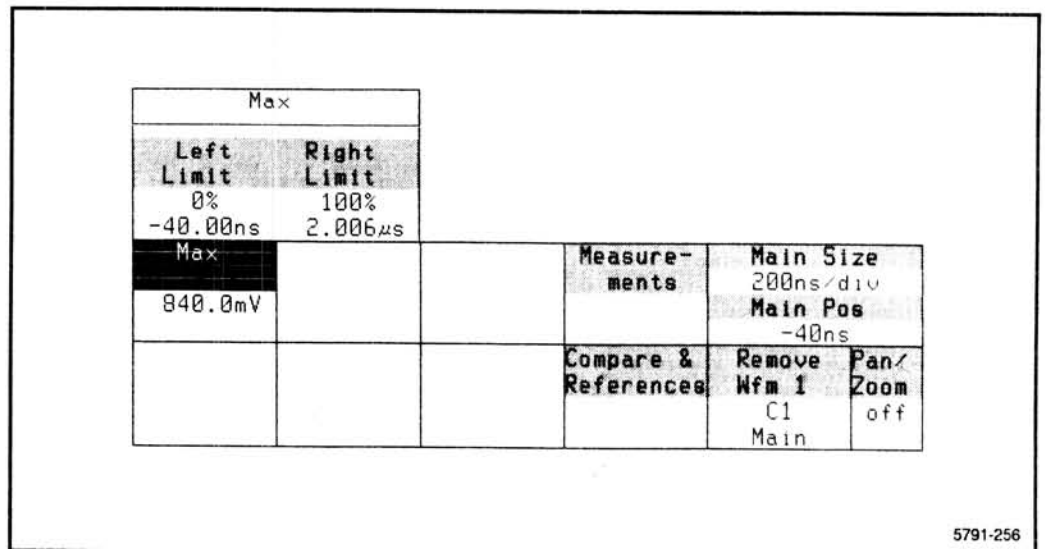 Max
Left Limit
0%
-40.00ns
Right Limit
100%
2.006µs
Max
840.0mV
Measure-
ments
Main Size
200ns/div
Main Pos
-40ns
Compare &
References
Remove
Wfm 1
C1
Main
Pan/
Zoom
off
5791-256